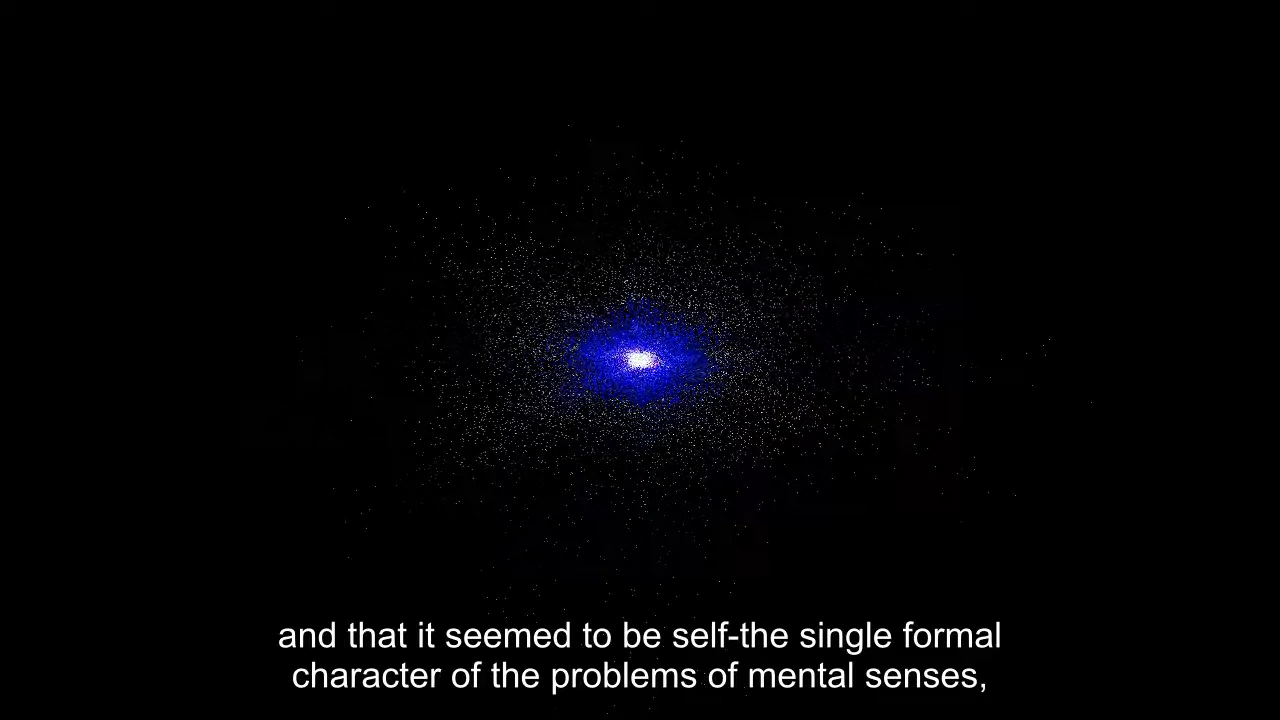 and that it seemed to be self-the single formal
character of the problems of mental senses,